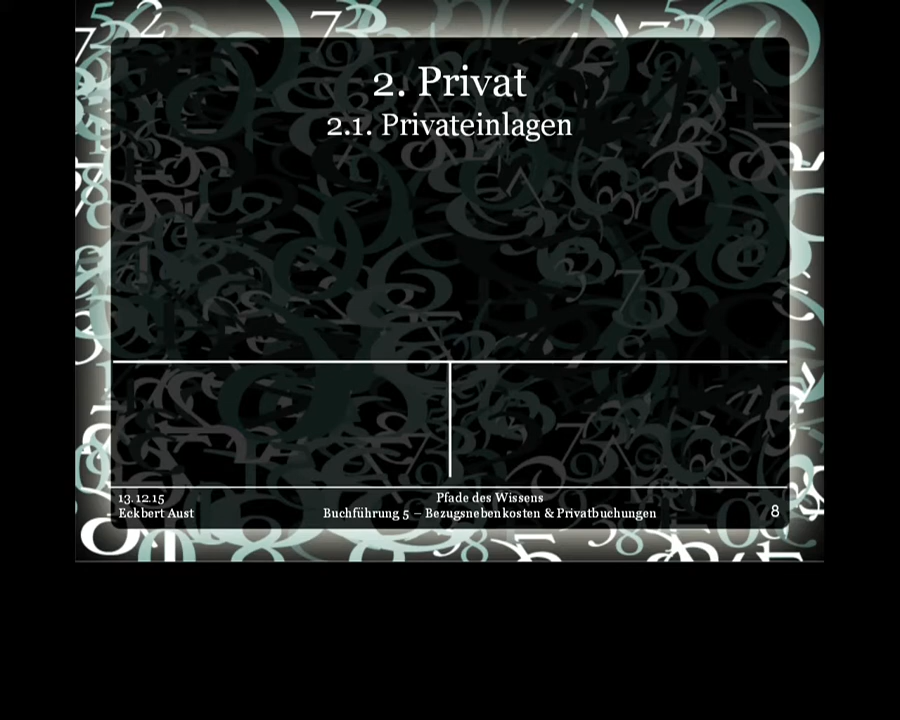 2. Privat
2.1. Privateinlagen
13.12.15
Eckbert Aust
Pfade des Wissens
Buchführung 5 – Bezugsnebenkosten & Privatbuchungen
8